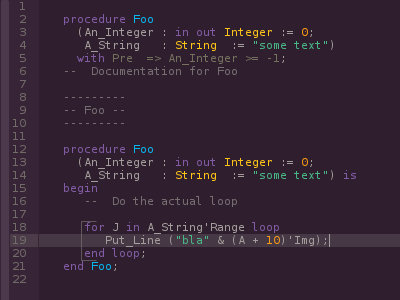 1
2 procedure Foo
3 (An_Integer : in out Integer := 0;
4 A_String : String := "some text")
5 with Pre => An_Integer >= -1;
6 -- Documentation for Foo
7
8 ---------
9 -- Foo --
10 ---------
11
12 procedure Foo
13 (An_Integer : in out Integer := 0;
14 A_String : String := "some text") is
15 begin
16 -- Do the actual loop
17
18 for J in A_String'Range loop
19 Put_Line ("bla" & (A + 10)'Img);
20 end loop;
21 end Foo;
22